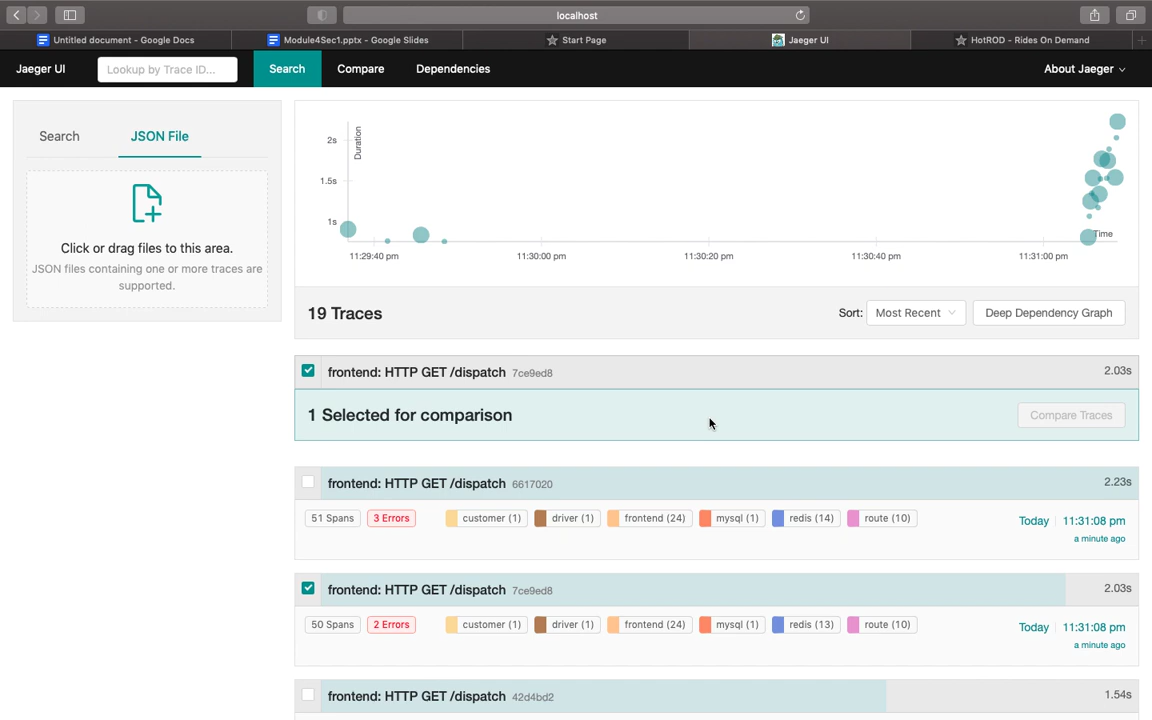 localhost
Untitled document - Google Docs
Module4Sec1.pptx - Google Slides
Start Page
Jaeger UI
HotROD - Rides On Demand
Jaeger UI
Lookup by Trace ID...
Search
Compare
Dependencies
About Jaeger
Search
JSON File
Click or drag files to this area.
JSON files containing one or more traces are
supported.
Duration
2s
1.5s
1s
Time
11:29:40 pm
11:30:00 pm
11:30:20 pm
11:30:40 pm
11:31:00 pm
19 Traces
Sort:
Most Recent
Deep Dependency Graph
frontend: HTTP GET /dispatch 7ce9ed8
2.03s
1 Selected for comparison
Compare Traces
frontend: HTTP GET /dispatch 6617020
2.23s
51 Spans
3 Errors
customer (1)
driver (1)
frontend (24)
mysql (1)
redis (14)
route (10)
Today
11:31:08 pm
a minute ago
frontend: HTTP GET /dispatch 7ce9ed8
2.03s
50 Spans
2 Errors
customer (1)
driver (1)
frontend (24)
mysql (1)
redis (13)
route (10)
Today
11:31:08 pm
a minute ago
frontend: HTTP GET /dispatch 42d4bd2
1.54s